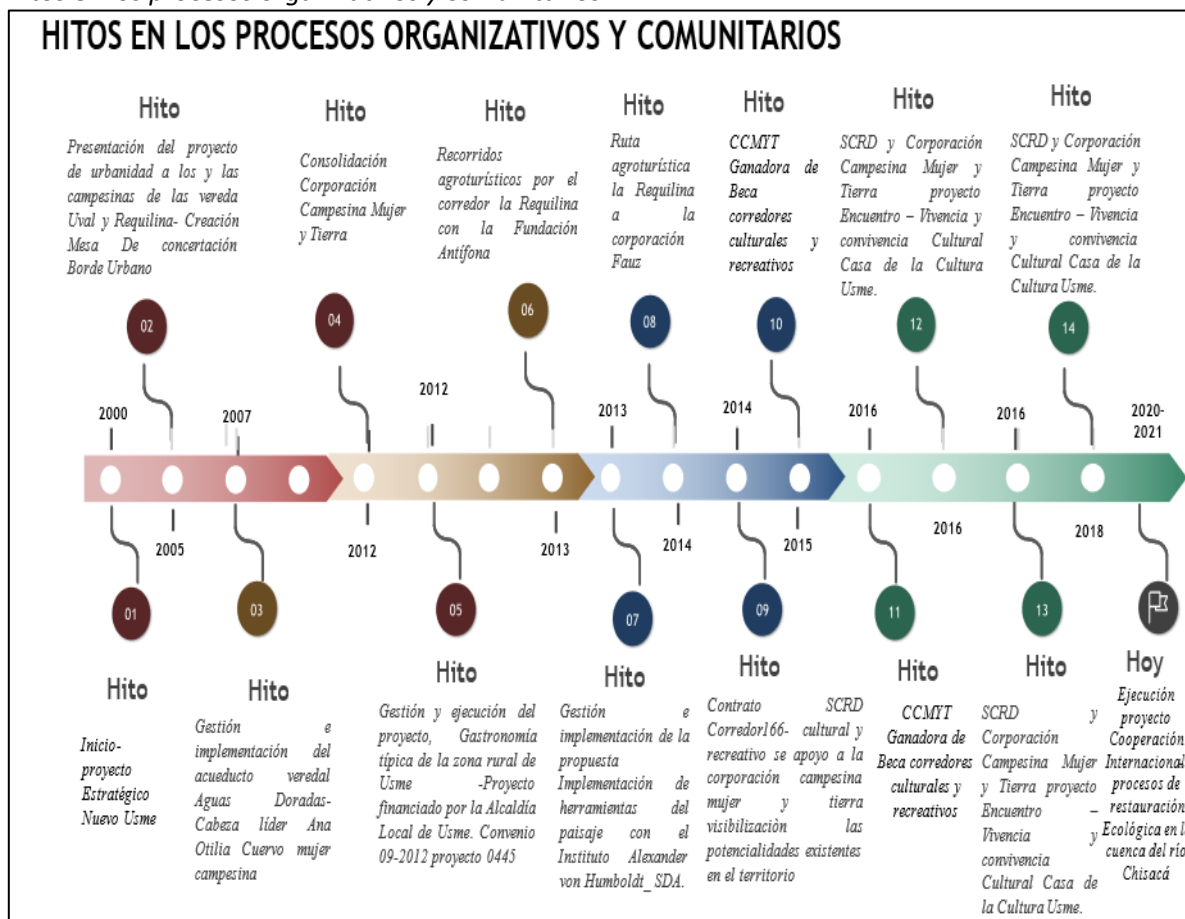 HITOS EN LOS PROCESOS ORGANIZATIVOS Y COMUNITARIOS
Hito
Presentación del proyecto
de urbanidad a los y las
campesinas de las vereda
Uval y Requilina- Creación
Mesa De concertación
Borde Urbano
02
Hito
Consolidación
Corporación
Campesina Mujer
y Tierra
04
Hito
Recorridos
agroturísticos por el
corredor la Requilina
con la Fundación
Antífona
06
Hito
Ruta
agroturística
la Requilina
a la
corporación
Fauz
08
Hito
CCMYT
Ganadora de
Beca
corredores
culturales y
recreativos
10
Hito
SCRD y Corporación
Campesina Mujer y
Tierra proyecto
Encuentro – Vivencia y
convivencia Cultural
Casa de la Cultura
Usme.
12
Hito
SCRD y Corporación
Campesina Mujer y
Tierra proyecto
Encuentro – Vivencia
y convivencia
Cultural Casa de la
Cultura Usme.
14
2000
2007
2012
2013
2014
2016
2016
2020-
2021
2005
2012
2013
2014
2015
2016
2018
01
Hito
Inicio-
proyecto
Estratégico
Nuevo Usme
03
Hito
Gestión e
implementación del
acueducto veredal
Aguas Doradas-
Cabeza líder Ana
Otilia Cuervo mujer
campesina
05
Hito
Gestión y ejecución del
proyecto, Gastronomía
típica de la zona rural de
Usme -Proyecto
financiado por la Alcaldía
Local de Usme. Convenio
09-2012 proyecto 0445
07
Hito
Gestión e
implementación de la
propuesta
Implementación de
herramientas del
paisaje con el
Instituto Alexander
von Humboldt_ SDA.
09
Hito
Contrato SCRD
Corredor166- cultural y
recreativo se apoyo a la
corporación campesina
mujer y tierra
visibilizaciòn las
potencialidades existentes
en el territorio
11
Hito
CCMYT
Ganadora de
Beca corredores
culturales y
recreativos
13
Hito
SCRD y
Corporación
Campesina Mujer
y Tierra proyecto
Encuentro –
Vivencia y
convivencia
Cultural Casa de
la Cultura Usme.
Hoy
Ejecución
proyecto
Cooperación
Internacional
procesos de
restauración
Ecológica en
cuenca del río
Chisacá